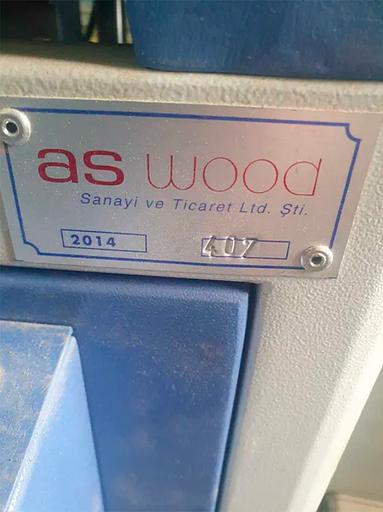 as wood
Sanayi ve Ticaret Ltd. Şti.
2014 407